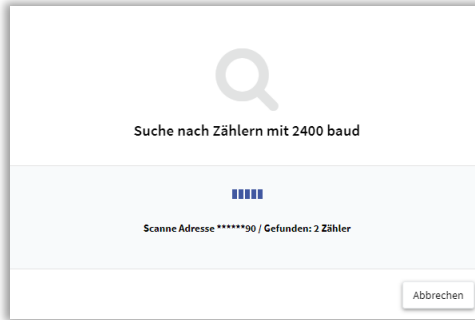 Suche nach Zählern mit 2400 baud
Scanne Adresse ******90 / Gefunden: 2 Zähler
Abbrechen